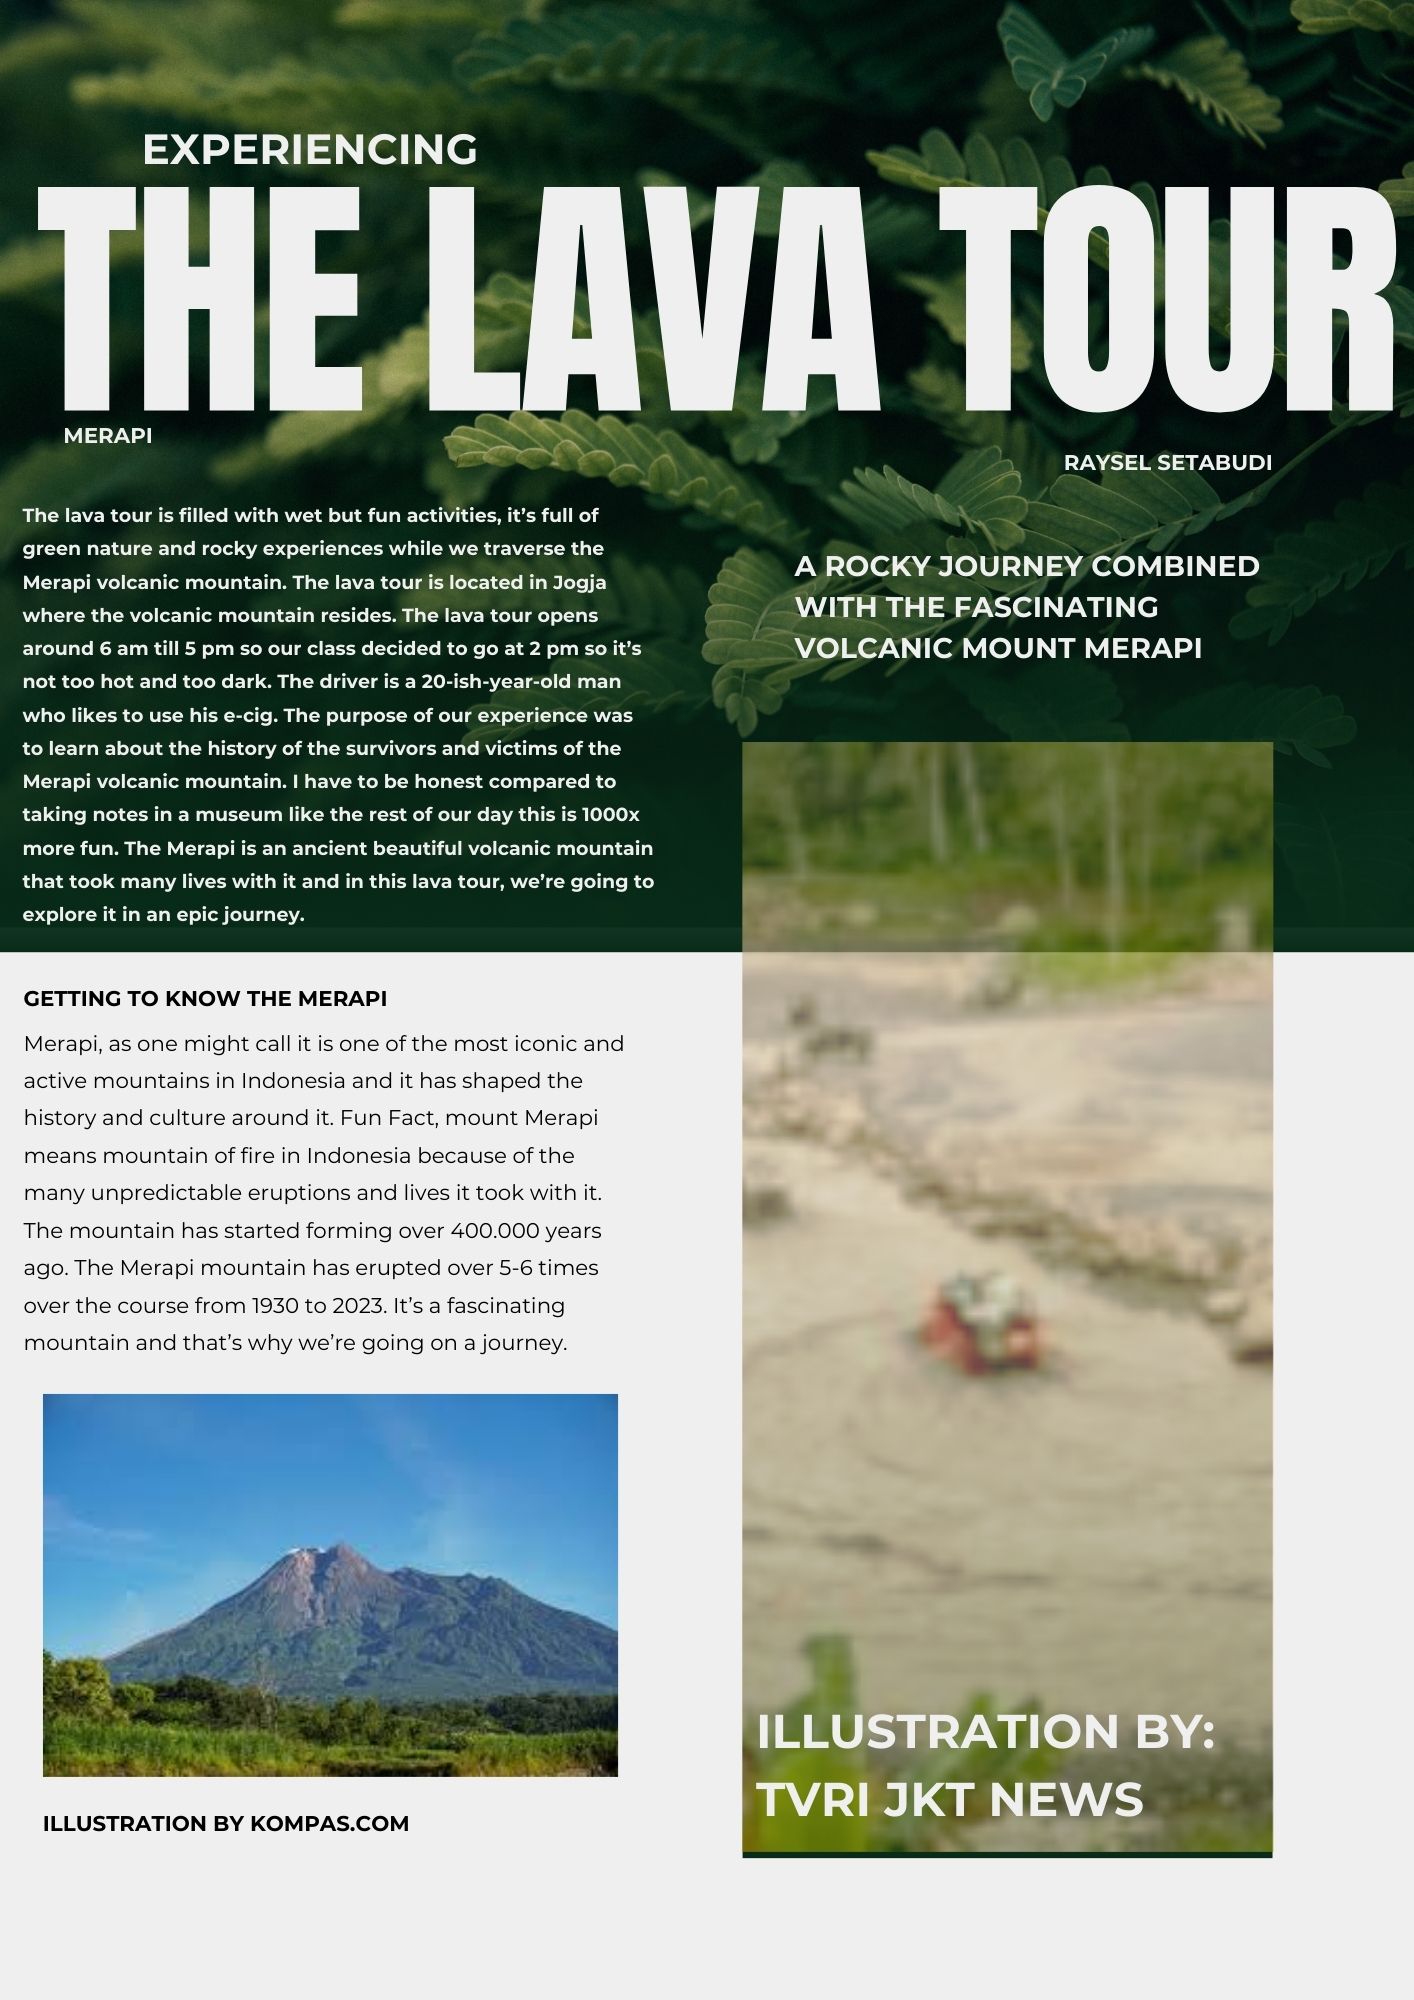 EXPERIENCING
THE LAVA TOUR
MERAPI
RAYSEL SETABUDI
The lava tour is filled with wet but fun activities, it’s full of
green nature and rocky experiences while we traverse the
Merapi volcanic mountain. The lava tour is located in Jogja
where the volcanic mountain resides. The lava tour opens
around 6 am till 5 pm so our class decided to go at 2 pm so it’s
not too hot and too dark. The driver is a 20-ish-year-old man
who likes to use his e-cig. The purpose of our experience was
to learn about the history of the survivors and victims of the
Merapi volcanic mountain. I have to be honest compared to
taking notes in a museum like the rest of our day this is 1000x
more fun. The Merapi is an ancient beautiful volcanic mountain
that took many lives with it and in this lava tour, we’re going to
explore it in an epic journey.
A ROCKY JOURNEY COMBINED
WITH THE FASCINATING
VOLCANIC MOUNT MERAPI
GETTING TO KNOW THE MERAPI
Merapi, as one might call it is one of the most iconic and
active mountains in Indonesia and it has shaped the
history and culture around it. Fun Fact, mount Merapi
means mountain of fire in Indonesia because of the
many unpredictable eruptions and lives it took with it.
The mountain has started forming over 400.000 years
ago. The Merapi mountain has erupted over 5-6 times
over the course from 1930 to 2023. It’s a fascinating
mountain and that’s why we’re going on a journey.
ILLUSTRATION BY KOMPAS.COM
ILLUSTRATION BY:
TVRI JKT NEWS